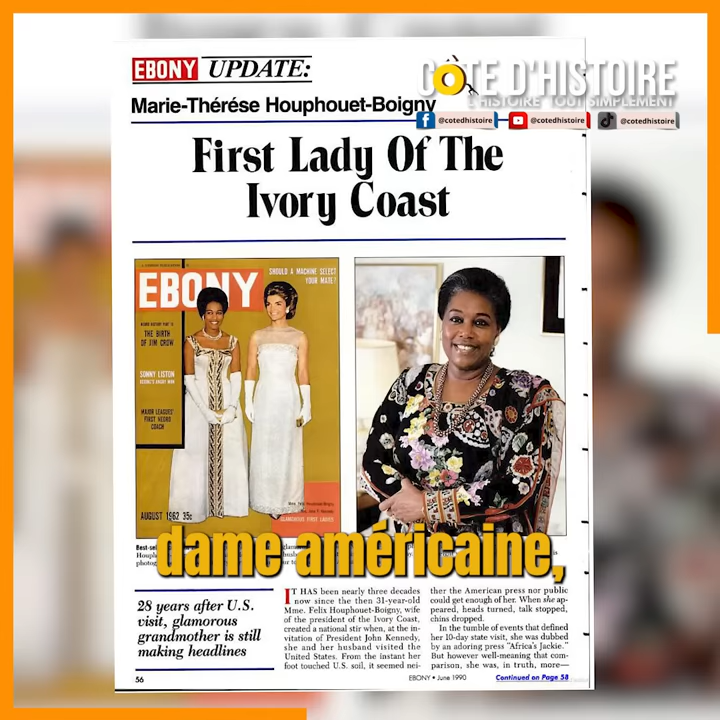 EBONY UPDATE:
Marie-Thérése Houphouet-Boigny
COTE D'HISTOIRE
L'HISTOIRE TOUT SIMPLEMENT
@cotedhistoire
@cotedhistoire
@cotedhistoire
First Lady Of The
Ivory Coast
SHOULD A MACHINE SELECT
YOUR MATE?
EBONY
THE BIRTH
OF JIM CROW
SONNY LISTON
MAJOR LEAGUES'
FIRST NEGRO
COACH
AUGUST 1962 35c
GLAMOUROUS FIRST LADIES
dame américaine,
28 years after U.S.
visit, glamorous
grandmother is still
making headlines
IT HAS been nearly three decades
now since the then 31-year-old
Mme. Felix Houphouet-Boigny, wife
of the president of the Ivory Coast,
created a national stir when, at the in-
vitation of President John Kennedy,
she and her husband visited the
United States. From the instant her
foot touched U.S. soil, it seemed nei-
ther the American press nor public
could get enough of her. When she ap-
peared, heads turned, talk stopped,
chins dropped.
In the tumble of events that defined
her 10-day state visit, she was dubbed
by an adoring press "Africa's Jackie."
But however well-meaning that com-
parison, she was, in truth, more—
56
EBONY • June 1990
Continued on Page 58